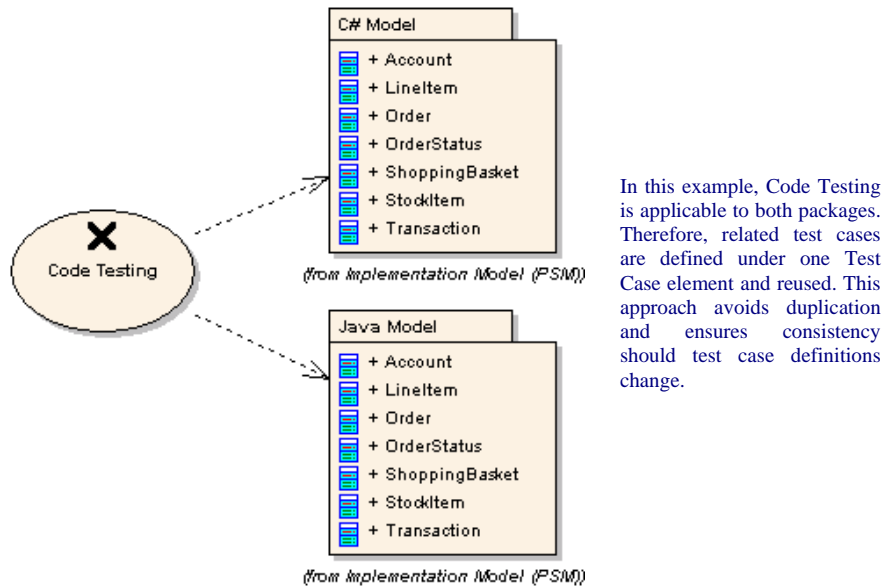 C# Model
+ Account
+ LineItem
+ Order
+ OrderStatus
+ ShoppingBasket
+ StockItem
+ Transaction
(from Implementation Model (PSM))
Code Testing
Java Model
+ Account
+ LineItem
+ Order
+ OrderStatus
+ ShoppingBasket
+ StockItem
+ Transaction
(from Implementation Model (PSM))
In this example, Code Testing
is applicable to both packages.
Therefore, related test cases
are defined under one Test
Case element and reused. This
approach avoids duplication
and ensures consistency
should test case definitions
change.